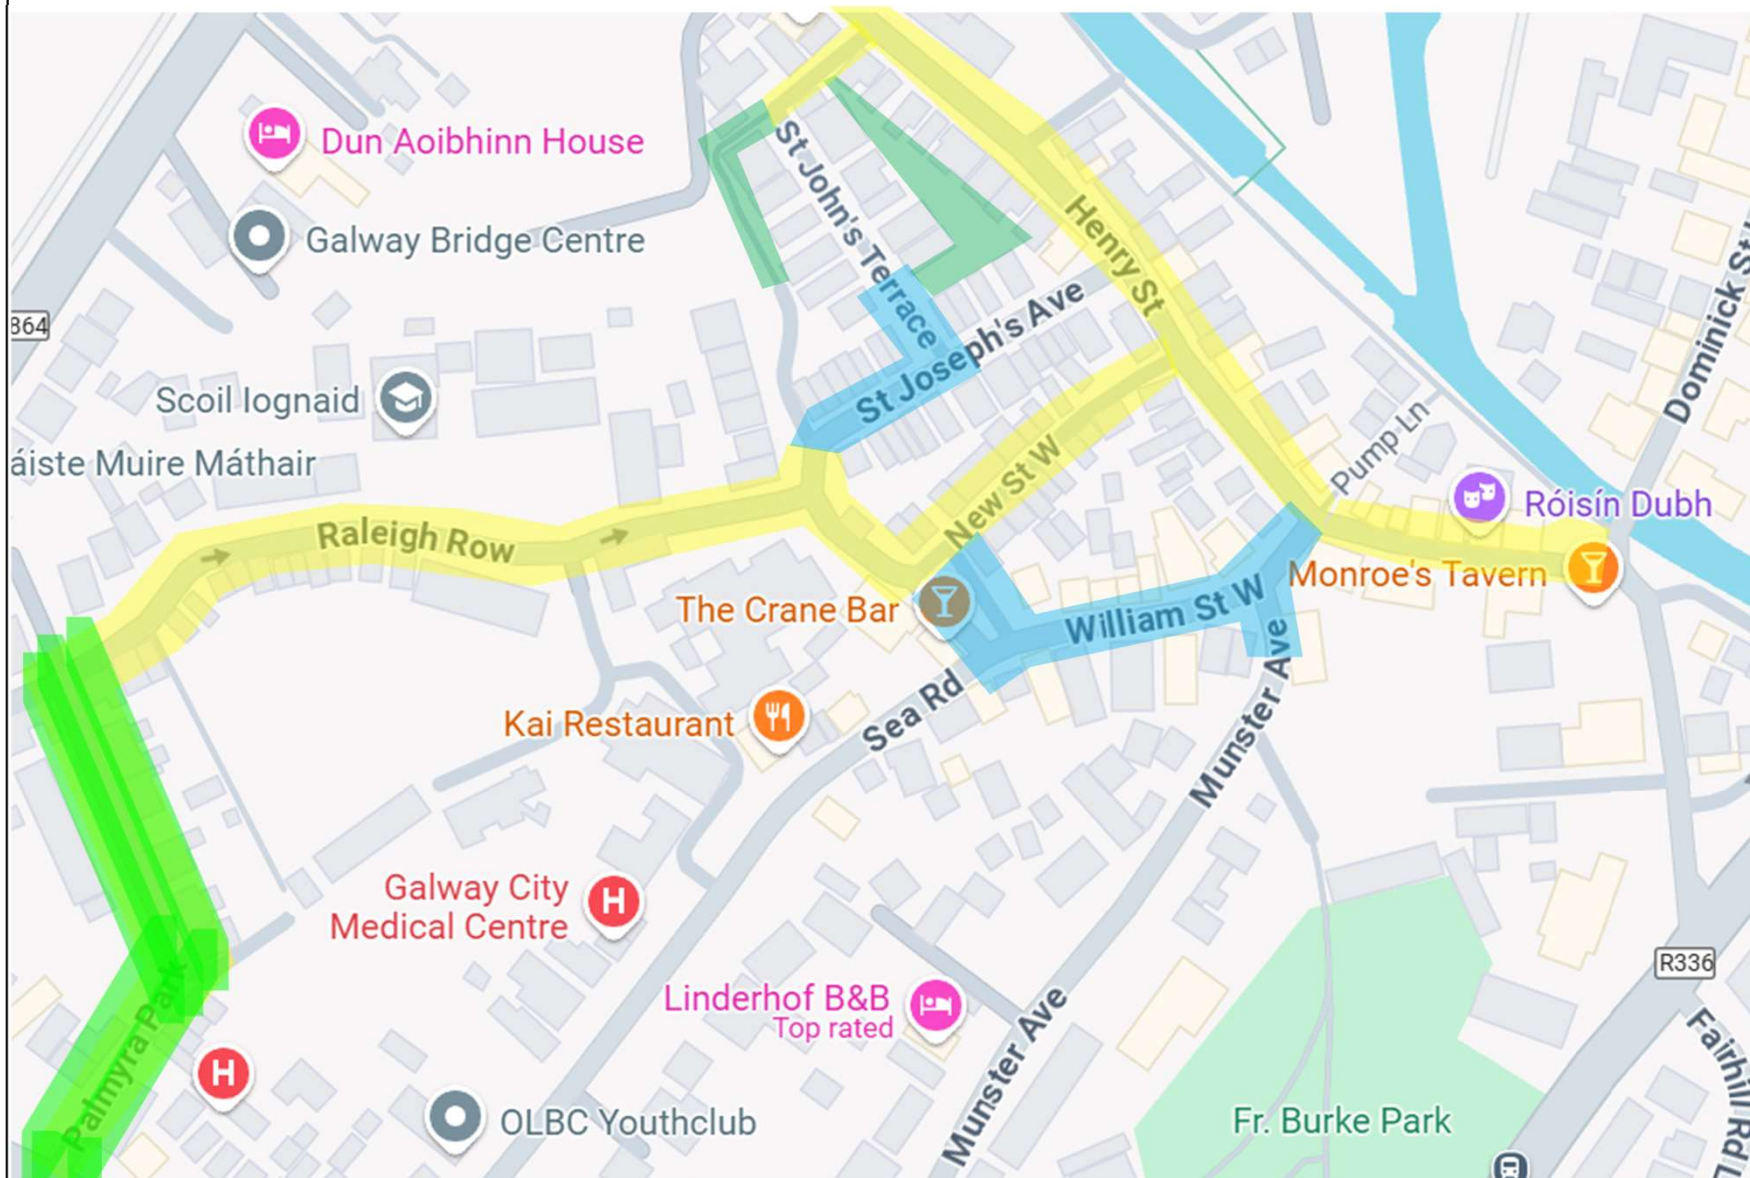 Dun Aoibhinn House
St John's Terrace
Henry St
Galway Bridge Centre
Dominick St
864
St Joseph's Ave
Scoil Iognaid
áiste Muire Máthair
Pump Ln
New St W
Róisín Dubh
Raleigh Row
Monroe's Tavern
The Crane Bar
William St W
Munster Ave
Kai Restaurant
Sea Rd
Galway City
Medical Centre
H
R336
Palmyra Park
Linderhof B&B
Top rated
Munster Ave
H
OLBC Youthclub
Fr. Burke Park
Fairhill Rd L